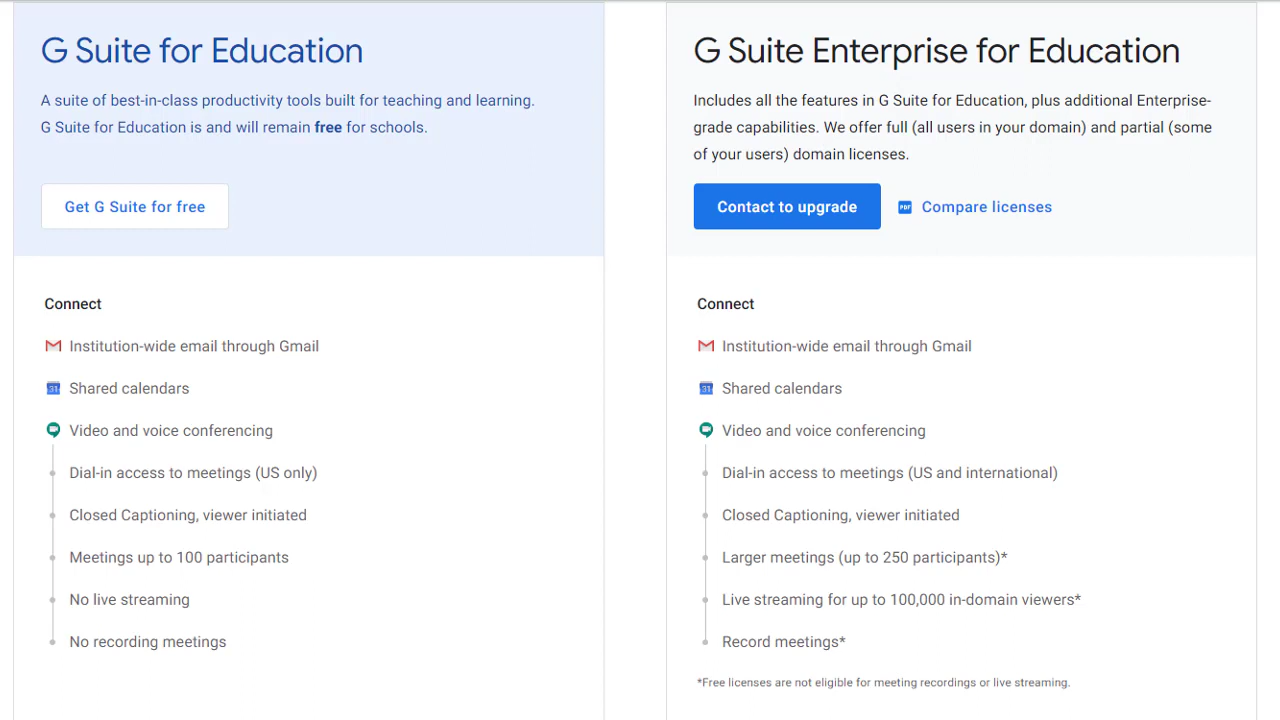 G Suite for Education
A suite of best-in-class productivity tools built for teaching and learning.
G Suite for Education is and will remain free for schools.
Get G Suite for free
Connect
Institution-wide email through Gmail
31
Shared calendars
Video and voice conferencing
Dial-in access to meetings (US only)
Closed Captioning, viewer initiated
Meetings up to 100 participants
No live streaming
No recording meetings
G Suite Enterprise for Education
Includes all the features in G Suite for Education, plus additional Enterprise-
grade capabilities. We offer full (all users in your domain) and partial (some
of your users) domain licenses.
Contact to upgrade
PDF
Compare licenses
Connect
Institution-wide email through Gmail
31
Shared calendars
Video and voice conferencing
Dial-in access to meetings (US and international)
Closed Captioning, viewer initiated
Larger meetings (up to 250 participants)*
Live streaming for up to 100,000 in-domain viewers*
Record meetings*
*Free licenses are not eligible for meeting recordings or live streaming.